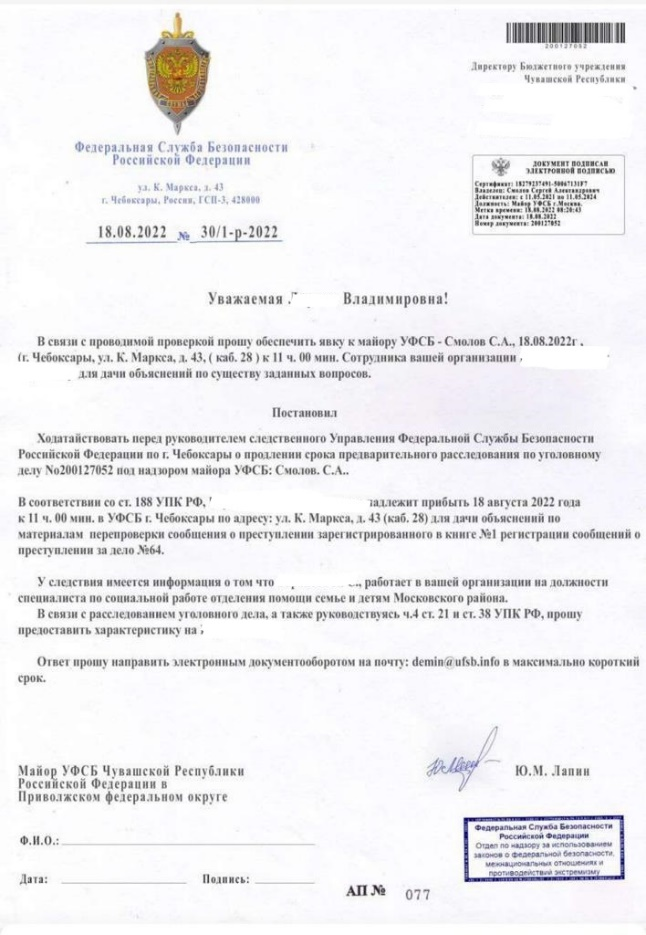 200127052
Директору Бюджетного учреждения
Чувашской Республики
Федеральная Служба Безопасности
Российской Федерации
ул. К. Маркса, д. 43
г. Чебоксары, России, ГСП-3, 428000
18.08.2022 № 30/1-р-2022
ДОКУМЕНТ ПОДПИСАН
ЭЛЕКТРОННОЙ ПОДПИСЬЮ
Сертификат: 18279237491-50067131F7
Владелец: Смолов Сергей Александрович
Действителен: с 11.05.2021 по 11.05.2024
Должность: Майор УФСБ г.Москва.
Метка времени: 18.08.2022 08:20:43
Дата документа: 18.08.2022
Номер документа: 200127052
Уважаемая Владимировна!
В связи с проводимой проверкой прошу обеспечить явку к майору УФСБ - Смолов С.А., 18.08.2022г .
(г. Чебоксары, ул. К. Маркса, д. 43, ( каб. 28 ) к 11 ч. 00 мин. Сотрудника вашей организации
для дачи объяснений по существу заданных вопросов.
Постановил
Ходатайствовать перед руководителем следственного Управления Федеральной Службы Безопасности
Российской Федерации по г. Чебоксары о продлении срока предварительного расследования по уголовному
делу No200127052 под надзором майора УФСБ: Смолов. С.А..
В соответствии со ст. 188 УПК РФ, надлежит прибыть 18 августа 2022 года
к 11 ч. 00 мин. в УФСБ г. Чебоксары по адресу: ул. К. Маркса, д. 43 (каб. 28) для дачи объяснений по
материалам перепроверки сообщения о преступлении зарегистрированного в книге №1 регистрации сообщений о
преступлении за дело №64.
У следствия имеется информация о том что , работает в вашей организации на должности
специалиста по социальной работе отделения помощи семье и детям Московского района.
В связи с расследованием уголовного дела, а также руководствуясь ч.4 ст. 21 и ст. 38 УПК РФ, прошу
предоставить характеристику на
Ответ прошу направить электронным документооборотом на почту: demin@ufsb.info в максимально короткий
срок.
Майор УФСБ Чувашской Республики
Российской Федерации в
Приволжском федеральном округе
Ю.М. Лапин
Федеральная Служба Безопасности
Российской Федерации
Отдел по надзору за использованием
законов о федеральной безопасности,
межнациональных отношениях и
противодействий экстремизму
Ф.И.О.:
Дата: Подпись:
АП № 077